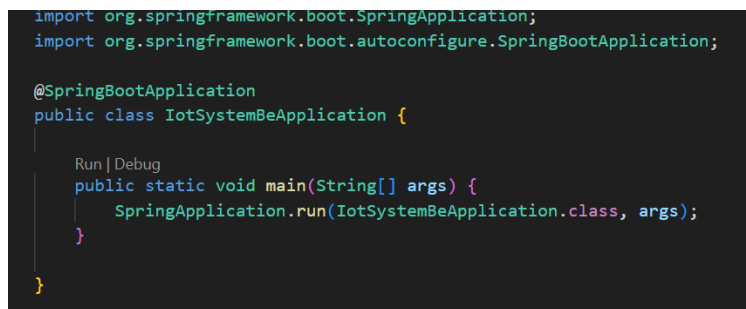 import org.springframework.boot.SpringApplication;
import org.springframework.boot.autoconfigure.SpringBootApplication;
@SpringBootApplication
public class IotSystemBeApplication {
Run | Debug
public static void main(String[] args) {
SpringApplication.run(IotSystemBeApplication.class, args);
}
}